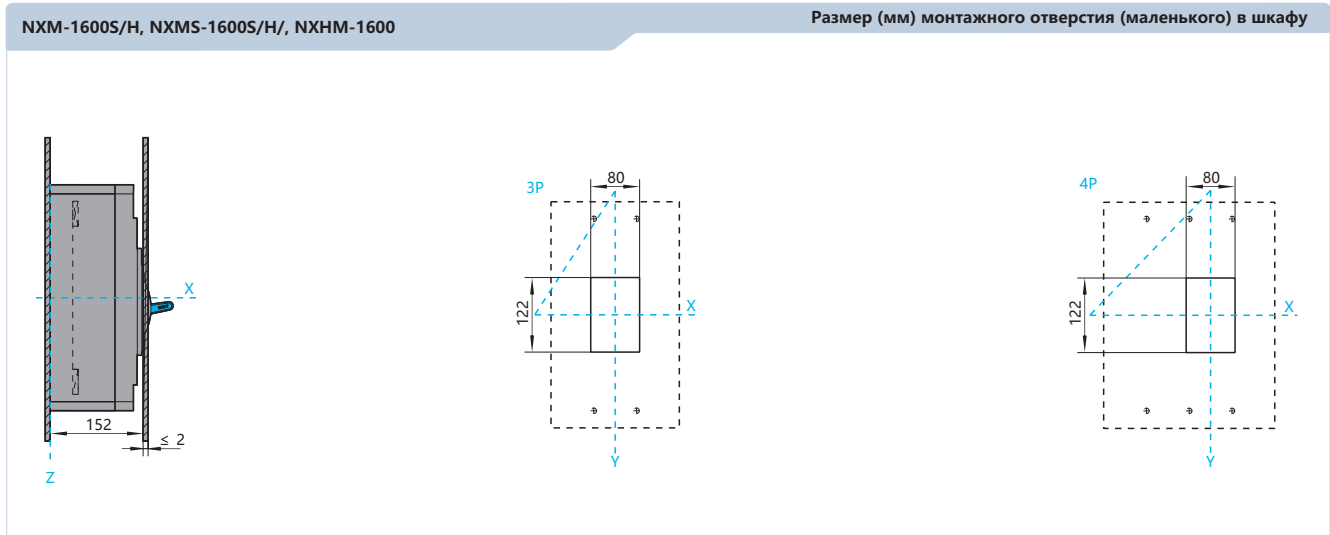 NXM-1600S/H, NXMS-1600S/H/, NXHM-1600
Размер (мм) монтажного отверстия (маленького) в шкафу
X
152
≤ 2
Z
3P
80
122
X
Y
4P
80
122
X
Y